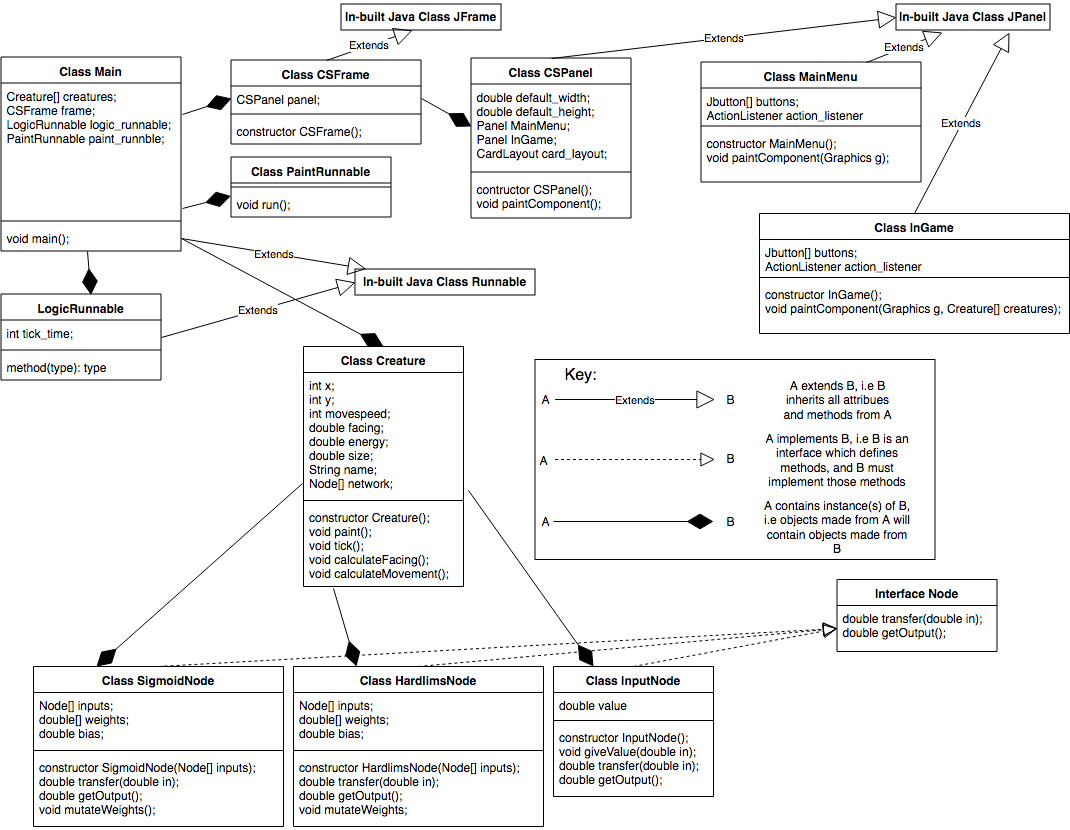 In-built Java Class JFrame
In-built Java Class JPanel
Extends
Extends
Extends
Extends
Class Main
Creature[] creatures;
CSFrame frame;
LogicRunnable logic_runnable;
PaintRunnable paint_runnble;
void main();
Class CSFrame
CSPanel panel;
constructor CSFrame();
Class CSPanel
double default_width;
double default_height;
Panel MainMenu;
Panel InGame;
CardLayout card_layout;
contructor CSPanel();
void paintComponent();
Class MainMenu
Jbutton[] buttons;
ActionListener action_listener
constructor MainMenu();
void paintComponent(Graphics g);
Class PaintRunnable
void run();
Class InGame
Jbutton[] buttons;
ActionListener action_listener
constructor InGame();
void paintComponent(Graphics g, Creature[] creatures);
Extends
In-built Java Class Runnable
Extends
LogicRunnable
int tick_time;
method(type): type
Class Creature
int x;
int y;
int movespeed;
double facing;
double energy;
double size;
String name;
Node[] network;
constructor Creature();
void paint();
void tick();
void calculateFacing();
void calculateMovement();
Key:
A
Extends
B
A extends B, i.e B
inherits all attribues
and methods from A
A
B
A implements B, i.e B is an
interface which defines
methods, and B must
implement those methods
A
B
A contains instance(s) of B,
i.e objects made from A will
contain objects made from
B
Interface Node
double transfer(double in);
double getOutput();
Class SigmoidNode
Node[] inputs;
double[] weights;
double bias;
constructor SigmoidNode(Node[] inputs);
double transfer(double in);
double getOutput();
void mutateWeights();
Class HardlimsNode
Node[] inputs;
double[] weights;
double bias;
constructor HardlimsNode(Node[] inputs);
double transfer(double in);
double getOutput();
void mutateWeights;
Class InputNode
double value
constructor InputNode();
void giveValue(double in);
double transfer(double in);
double getOutput();